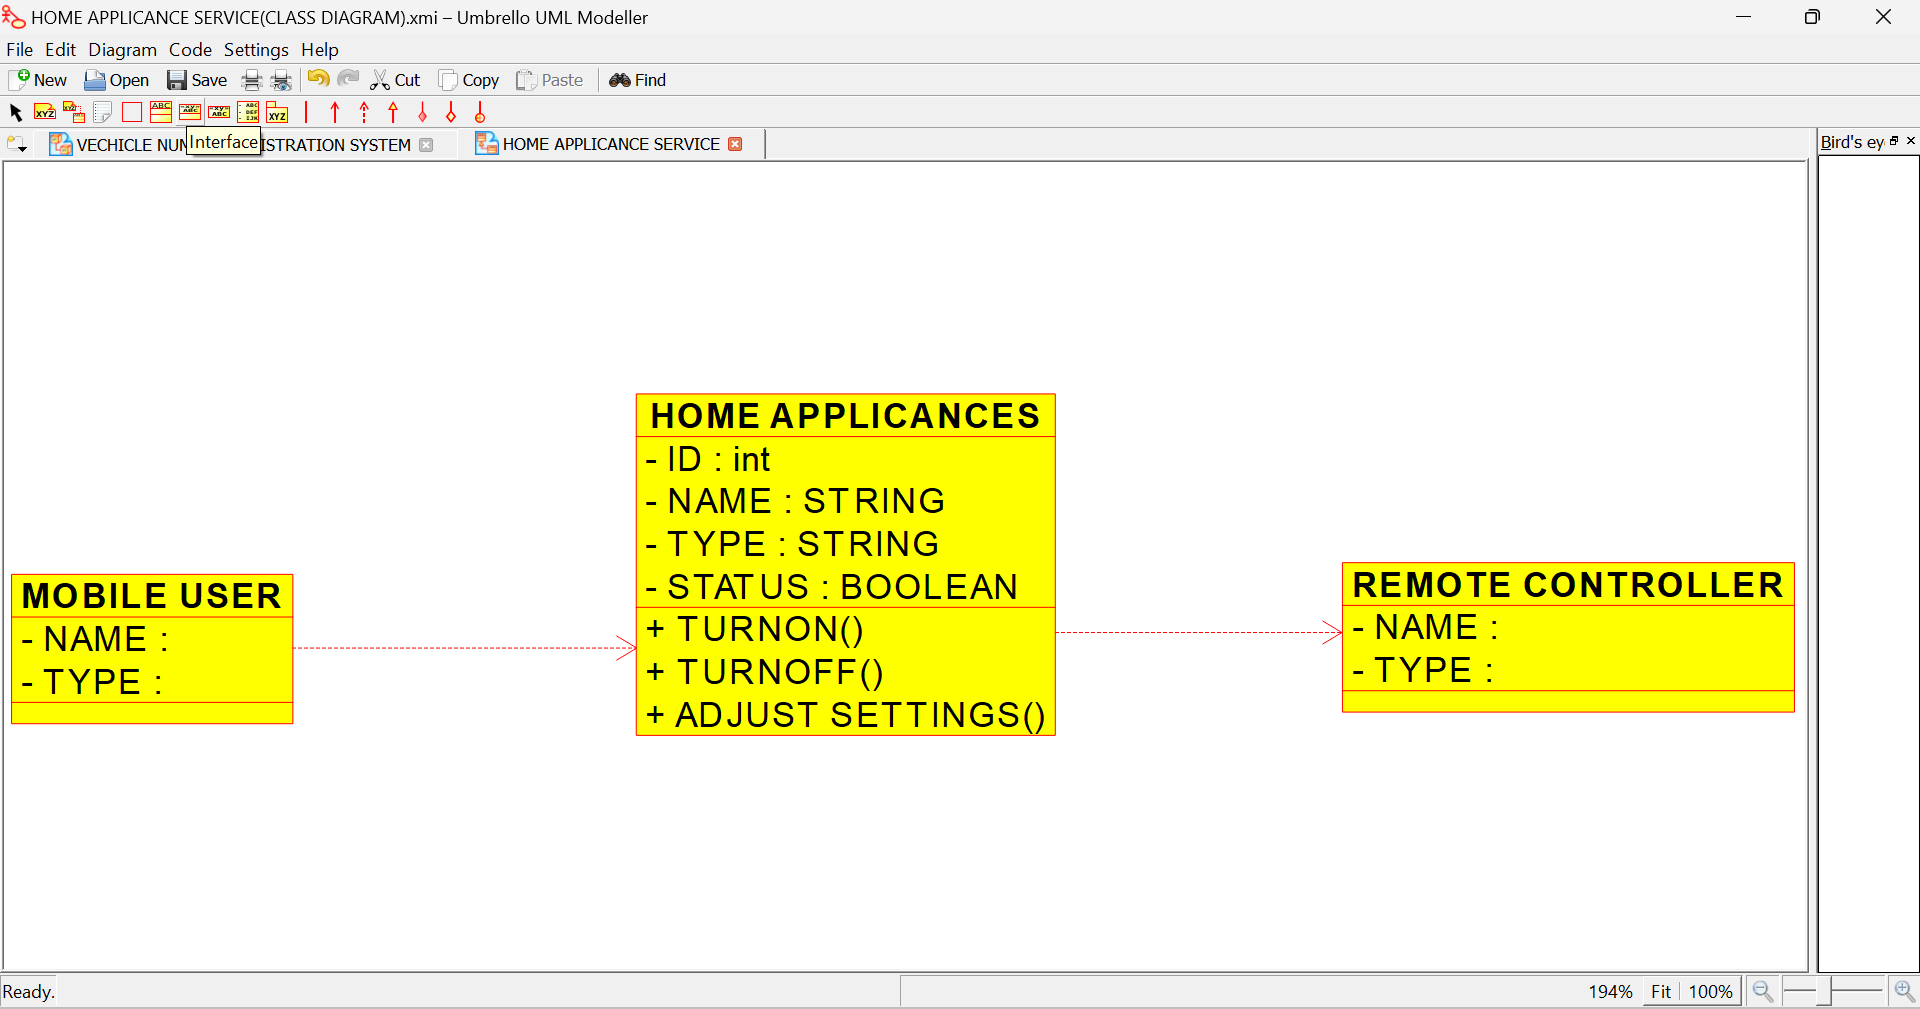 HOME APPLICANCE SERVICE(CLASS DIAGRAM).xmi – Umbrello UML Modeller
File Edit Diagram Code Settings Help
New Open Save Cut Copy Paste Find
XYZ ABC XYZ
VECHICLE NUM ISTRATION SYSTEM HOME APPLICANCE SERVICE
Interface
Bird's ey
HOME APPLICANCES
- ID : int
- NAME : STRING
- TYPE : STRING
- STATUS : BOOLEAN
+ TURNON()
+ TURNOFF()
+ ADJUST SETTINGS()
MOBILE USER
- NAME :
- TYPE :
REMOTE CONTROLLER
- NAME :
- TYPE :
Ready.
194% Fit 100%